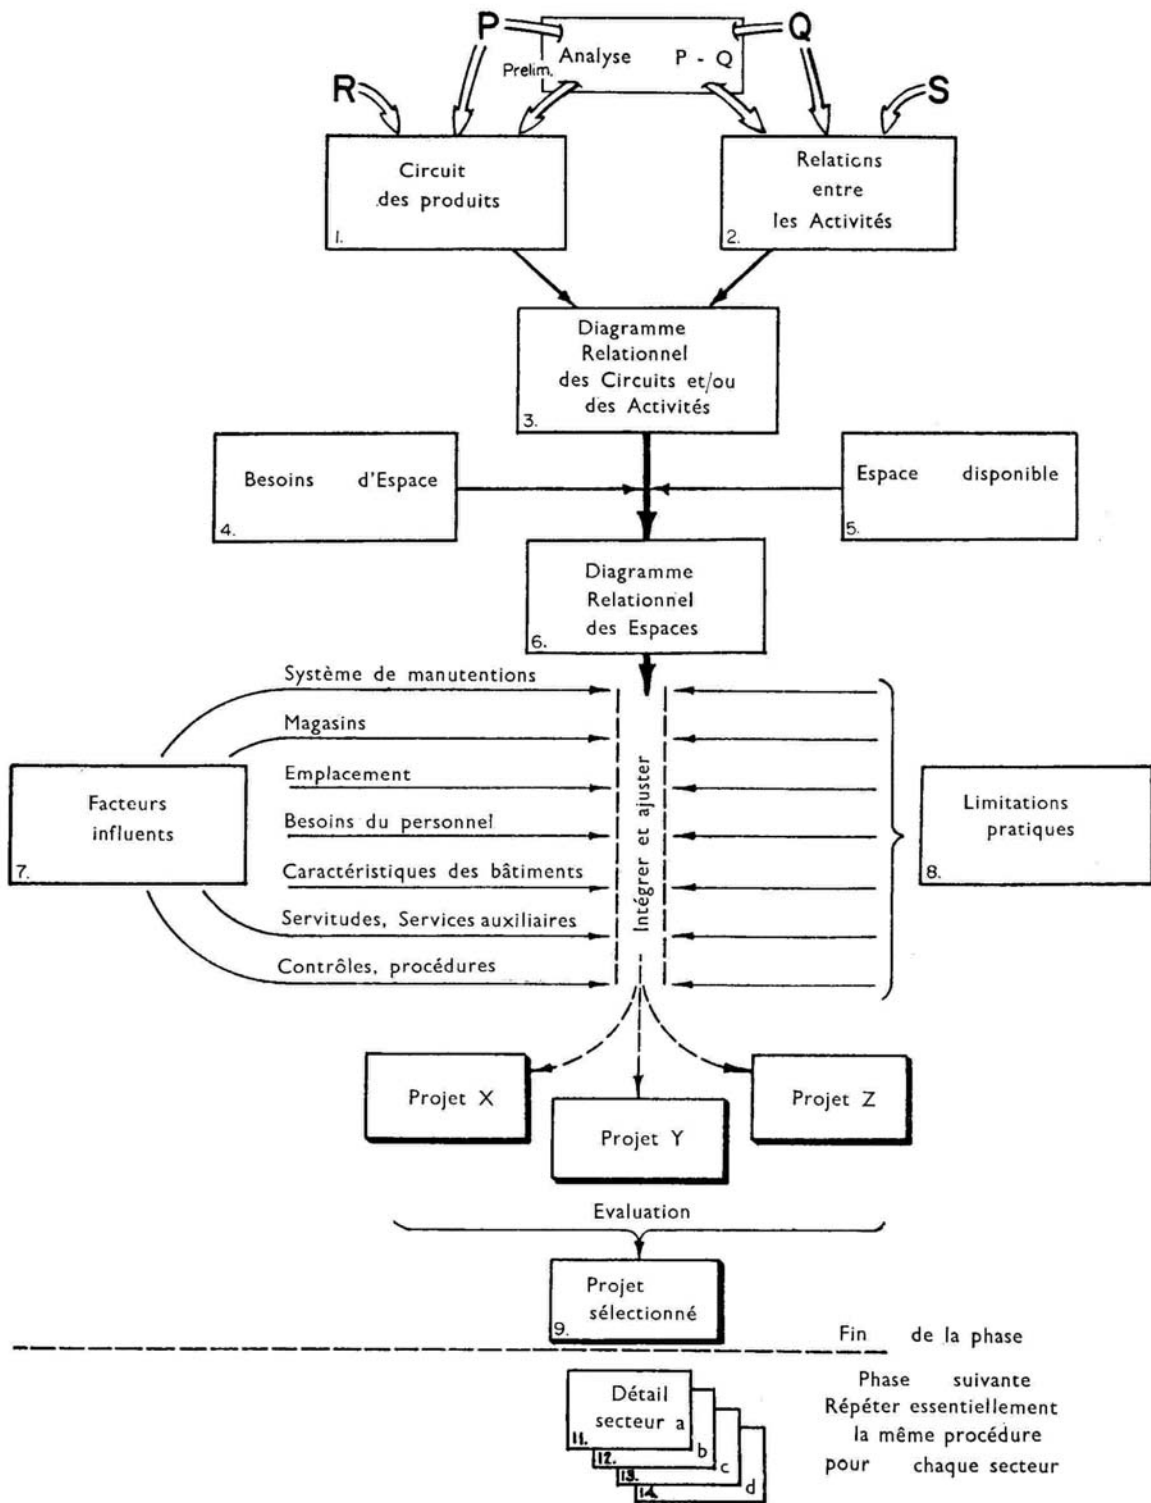 P
Q
Analyse P - Q
Prelim.
R
S
Circuit
des produits
1.
Relations
entre
les Activités
2.
Diagramme
Relationnel
des Circuits et/ou
des Activités
3.
Besoins d'Espace
4.
Espace disponible
5.
Diagramme
Relationnel
des Espaces
6.
Système de manutentions
Magasins
Emplacement
Besoins du personnel
Caractéristiques des bâtiments
Servitudes, Services auxiliaires
Contrôles, procédures
Facteurs
influents
7.
Intégrer et ajuster
Limitations
pratiques
8.
Projet X
Projet Y
Projet Z
Evaluation
Projet
sélectionné
9.
Fin de la phase
Phase suivante
Répéter essentiellement
la même procédure
pour chaque secteur
Détail
secteur a
11.
b
12.
c
13.
d
14.